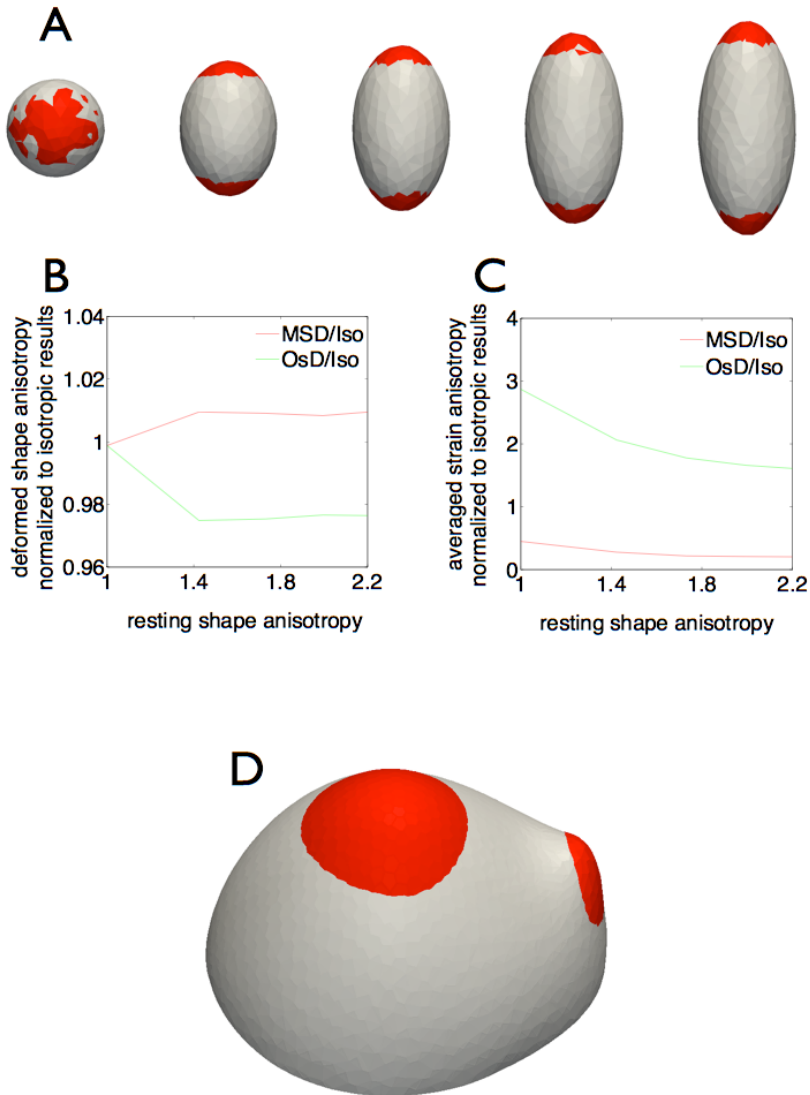 A
B
deformed shape anisotropy
normalized to isotropic results
1.04
1.02
1
0.98
0.96
MSD/Iso
OsD/Iso
1 1.4 1.8 2.2
resting shape anisotropy
C
averaged strain anisotropy
normalized to isotropic results
4
3
2
1
0
MSD/Iso
OsD/Iso
1 1.4 1.8 2.2
resting shape anisotropy
D